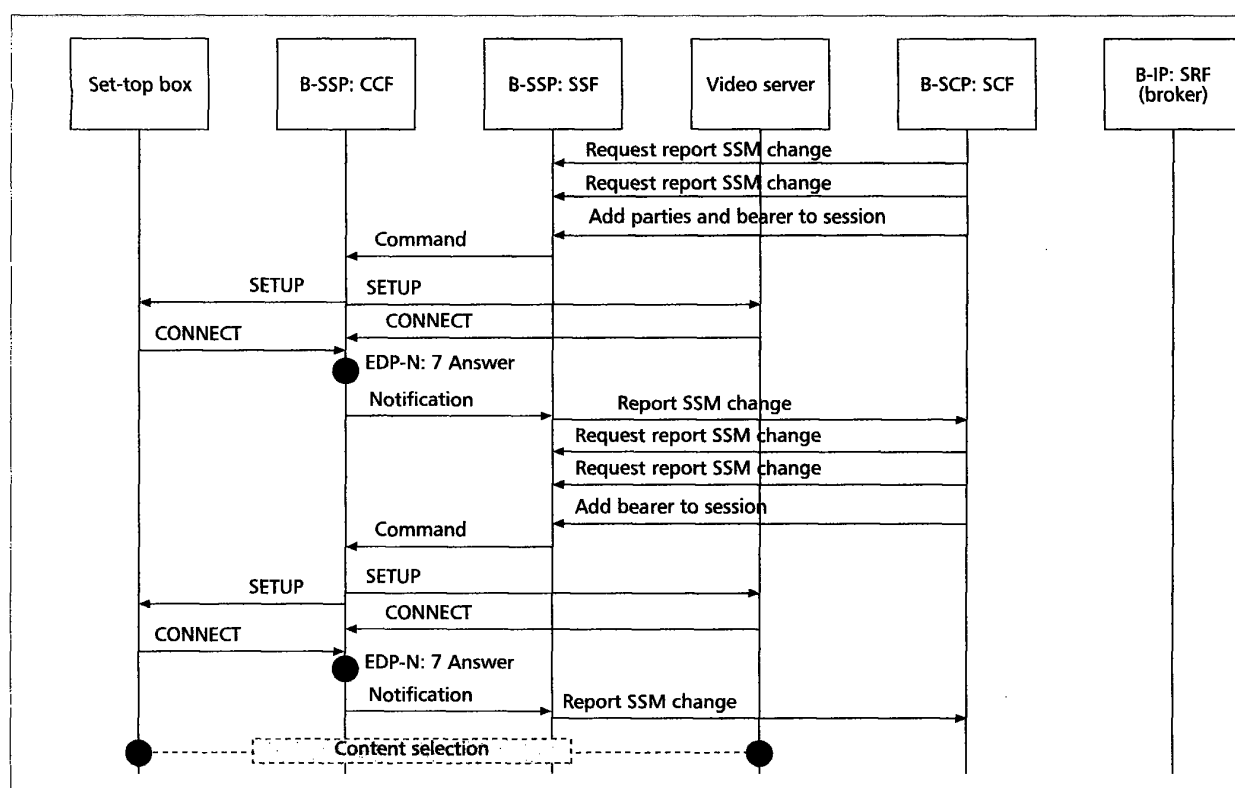 Set-top box
B-SSP: CCF
B-SSP: SSF
Video server
B-SCP: SCF
B-IP: SRF
(broker)
Request report SSM change
Request report SSM change
Add parties and bearer to session
Command
SETUP
SETUP
CONNECT
CONNECT
EDP-N: 7 Answer
Notification
Report SSM change
Request report SSM change
Request report SSM change
Add bearer to session
Command
SETUP
SETUP
CONNECT
CONNECT
EDP-N: 7 Answer
Notification
Report SSM change
Content selection